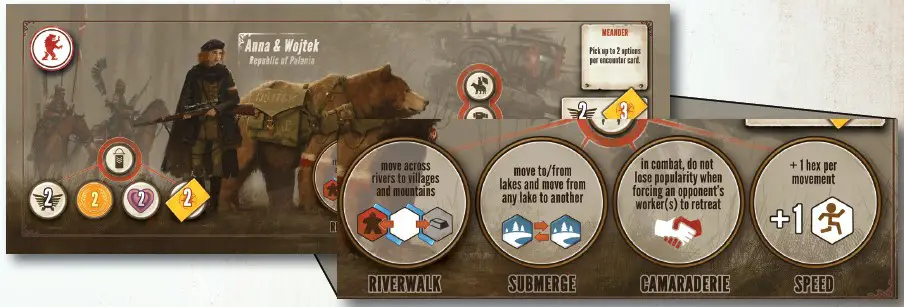 Anna & Wojtek
Republic of Polania
MEANDER
Pick up to 2 options
per encounter card.
2
3
2
2
2
2
move across
rivers to villages
and mountains
move to/from
lakes and move from
any lake to another
in combat, do not
lose popularity when
forcing an opponent's
worker(s) to retreat
+1 hex per
movement
+1
RIVERWALK
SUBMERGE
CAMARADERIE
SPEED